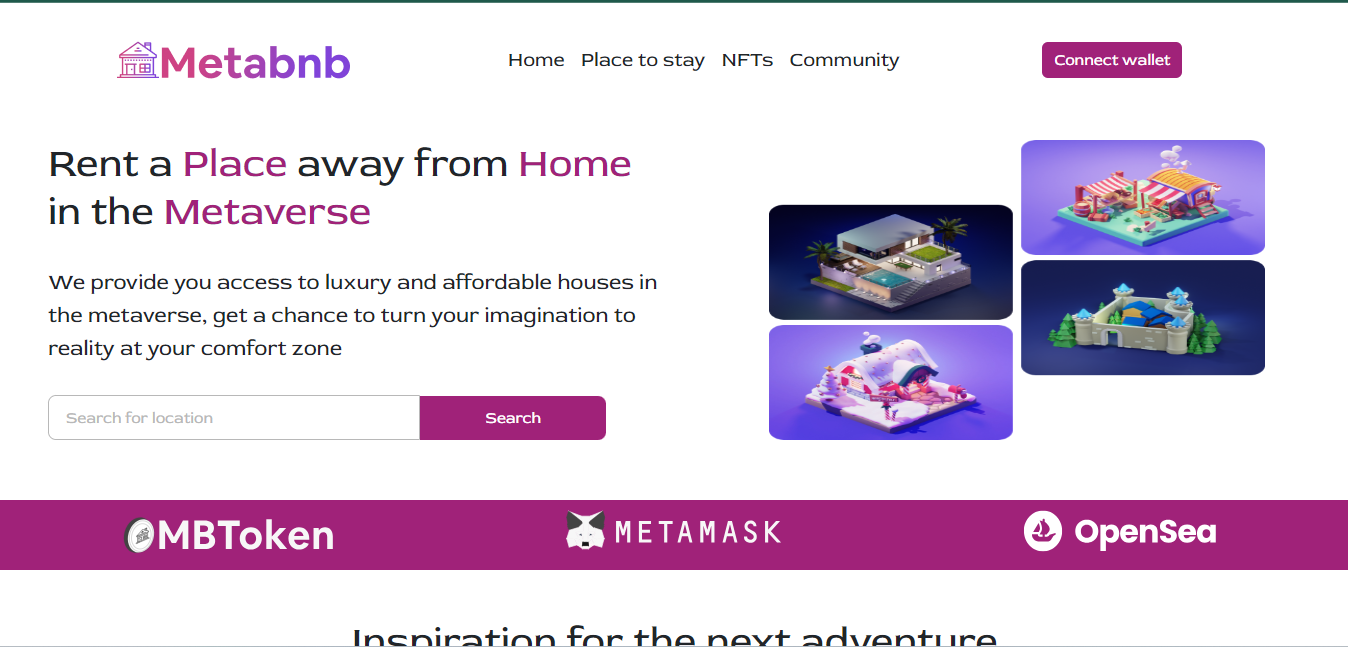 Metabnb
Home Place to stay NFTs Community
Connect wallet
Rent a Place away from Home
in the Metaverse
We provide you access to luxury and affordable houses in
the metaverse, get a chance to turn your imagination to
reality at your comfort zone
Search for location
Search
MBToken
METAMASK
OpenSea
Inspiration for the next adventure